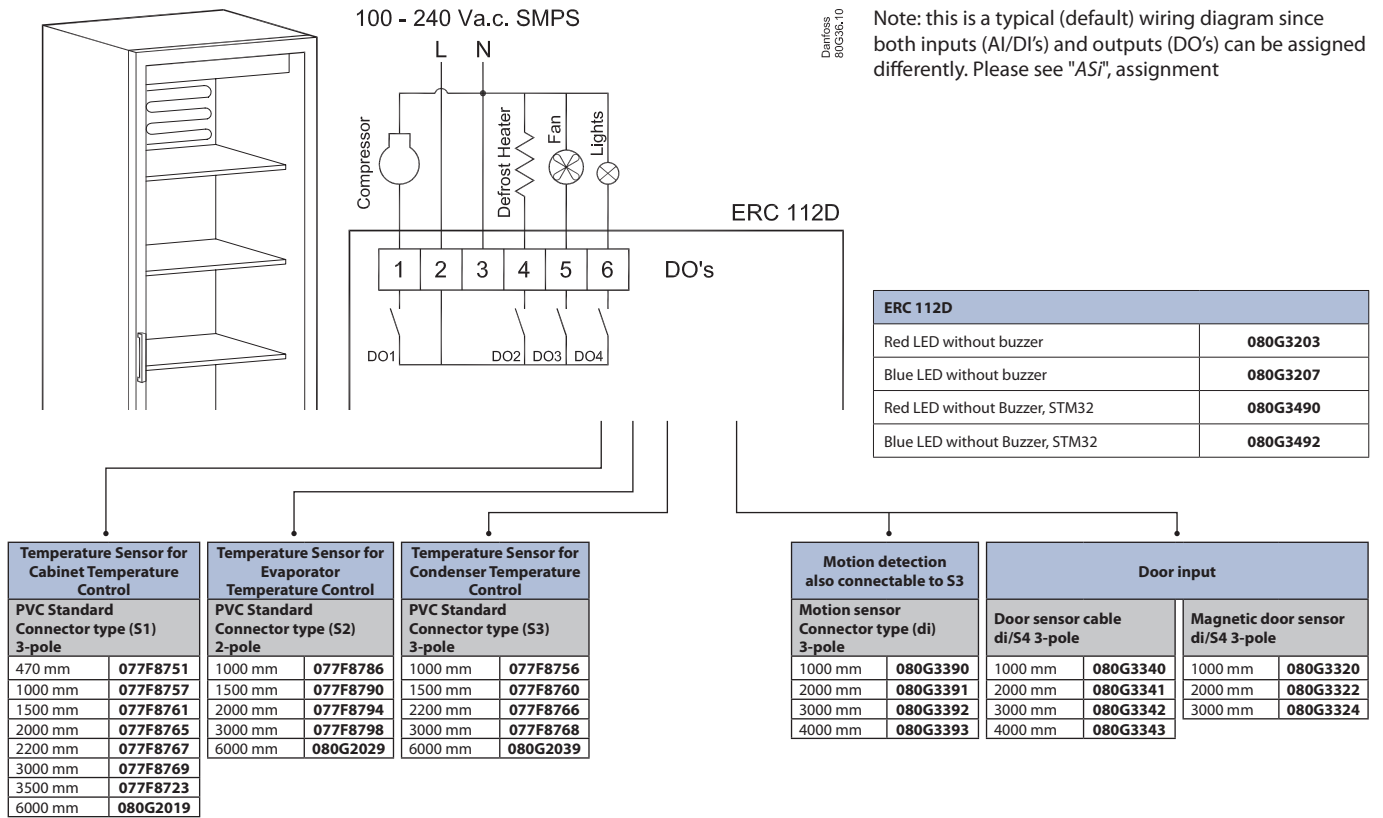 100 - 240 Va.c. SMPS
L N
Danfoss
80G36.10
Note: this is a typical (default) wiring diagram since
both inputs (AI/DI's) and outputs (DO's) can be assigned
differently. Please see "ASi", assignment
Compressor
Defrost Heater
Fan
Lights
ERC 112D
1 2 3 4 5 6 DO's
DO1 DO2 DO3 DO4
ERC 112D
Red LED without buzzer 080G3203
Blue LED without buzzer 080G3207
Red LED without Buzzer, STM32 080G3490
Blue LED without Buzzer, STM32 080G3492
Temperature Sensor for
Cabinet Temperature
Control
PVC Standard
Connector type (S1)
3-pole
470 mm 077F8751
1000 mm 077F8757
1500 mm 077F8761
2000 mm 077F8765
2200 mm 077F8767
3000 mm 077F8769
3500 mm 077F8723
6000 mm 080G2019
Temperature Sensor for
Evaporator
Temperature Control
PVC Standard
Connector type (S2)
2-pole
1000 mm 077F8786
1500 mm 077F8790
2000 mm 077F8794
3000 mm 077F8798
6000 mm 080G2029
Temperature Sensor for
Condenser Temperature
Control
PVC Standard
Connector type (S3)
3-pole
1000 mm 077F8756
1500 mm 077F8760
2200 mm 077F8766
3000 mm 077F8768
6000 mm 080G2039
Motion detection
also connectable to S3
Motion sensor
Connector type (di)
3-pole
1000 mm 080G3390
2000 mm 080G3391
3000 mm 080G3392
4000 mm 080G3393
Door input
Door sensor cable
di/S4 3-pole
1000 mm 080G3340
2000 mm 080G3341
3000 mm 080G3342
4000 mm 080G3343
Magnetic door sensor
di/S4 3-pole
1000 mm 080G3320
2000 mm 080G3322
3000 mm 080G3324